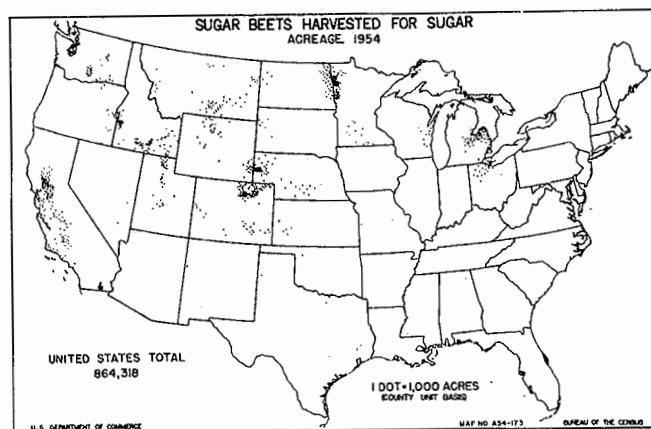 SUGAR BEETS HARVESTED FOR SUGAR
ACREAGE, 1954
UNITED STATES TOTAL
864,318
1 DOT=1,000 ACRES
(COUNTY UNIT BASIS)
U. S. DEPARTMENT OF COMMERCE
MAP NO. A54-175
BUREAU OF THE CENSUS